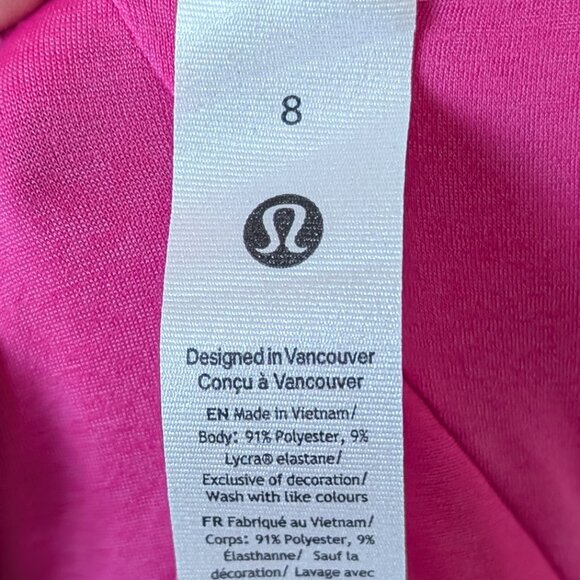 8
Designed in Vancouver
Conçu à Vancouver
EN Made in Vietnam/
Body: 91% Polyester, 9%
Lycra® elastane/
Exclusive of decoration/
Wash with like colours
FR Fabriqué au Vietnam/
Corps: 91% Polyester, 9%
Élasthanne/ Sauf la
décoration/ Lavage avec